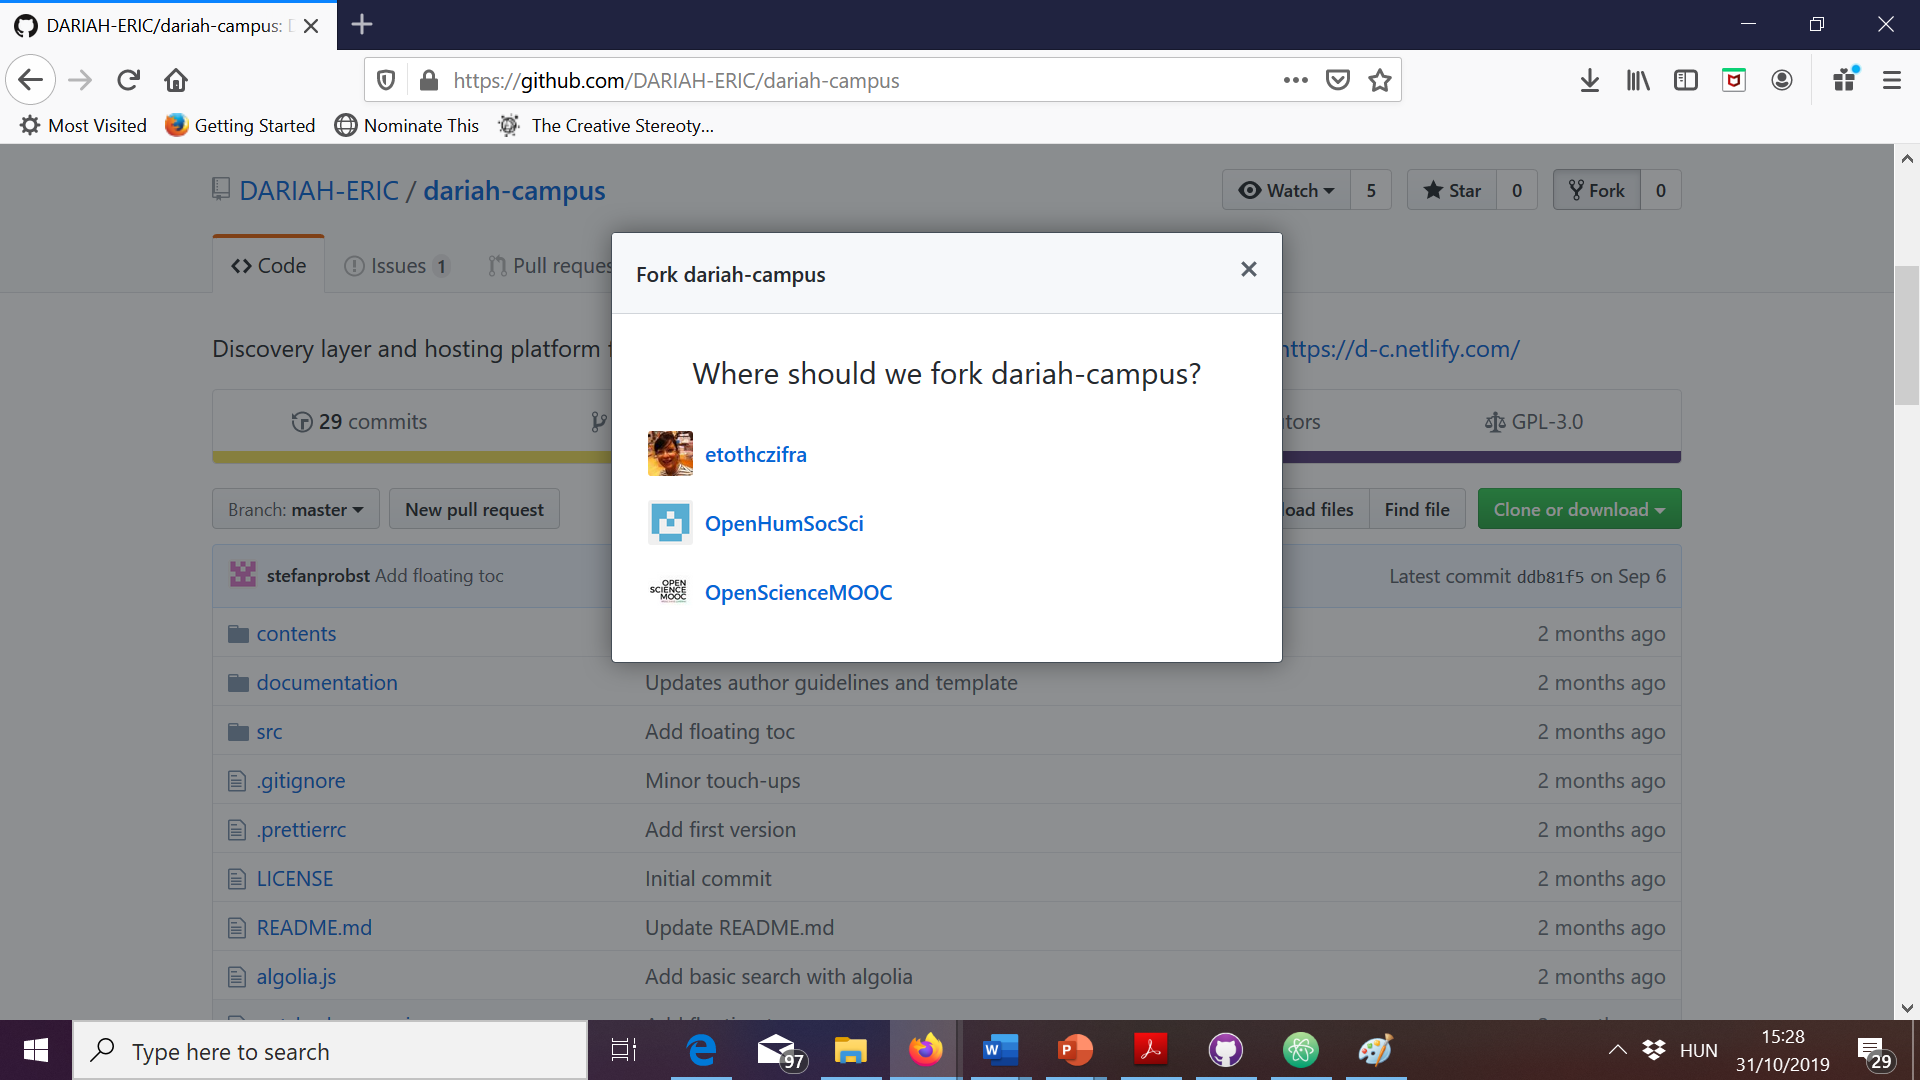 DARIAH-ERIC/dariah-campus:
https://github.com/DARIAH-ERIC/dariah-campus
Most Visited Getting Started Nominate This The Creative Stereoty...
DARIAH-ERIC / dariah-campus
Watch 5 Star 0 Fork 0
Code Issues 1 Pull reques
Fork dariah-campus
Discovery layer and hosting platform https://d-c.netlify.com/
Where should we fork dariah-campus?
29 commits GPL-3.0
etothczifra
OpenHumSocSci
OpenScienceMOOC
OPEN
SCIENCE
MOOC
Branch: master New pull request Find file Clone or download
stefanprobst Add floating toc Latest commit ddb81f5 on Sep 6
contents 2 months ago
documentation Updates author guidelines and template 2 months ago
src Add floating toc 2 months ago
.gitignore Minor touch-ups 2 months ago
.prettierrc Add first version 2 months ago
LICENSE Initial commit 2 months ago
README.md Update README.md 2 months ago
algolia.js Add basic search with algolia 2 months ago
Type here to search
97
HUN
15:28
31/10/2019
29